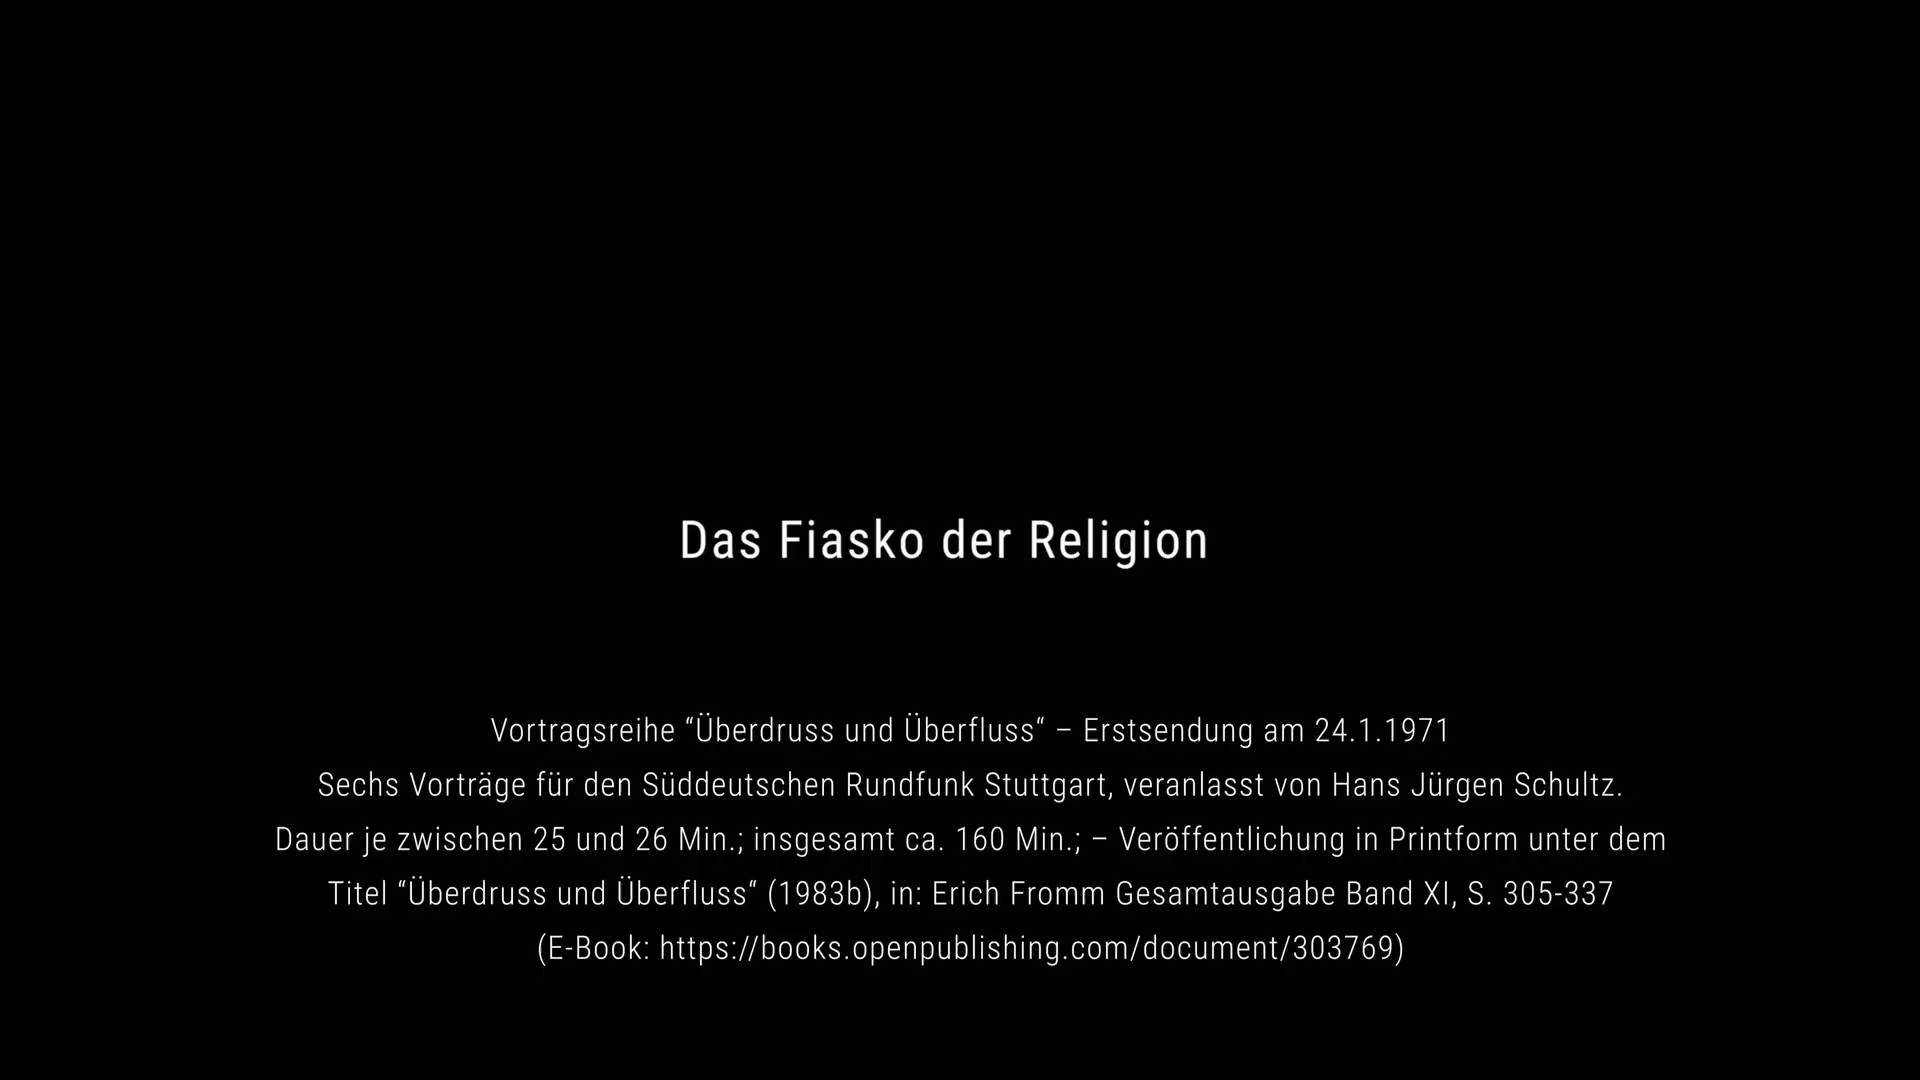 Das Fiasko der Religion
Vortragsreihe “Überdruss und Überfluss“ – Erstsendung am 24.1.1971
Sechs Vorträge für den Süddeutschen Rundfunk Stuttgart, veranlasst von Hans Jürgen Schultz.
Dauer je zwischen 25 und 26 Min.; insgesamt ca. 160 Min.; – Veröffentlichung in Printform unter dem
Titel “Überdruss und Überfluss“ (1983b), in: Erich Fromm Gesamtausgabe Band XI, S. 305-337
(E-Book: https://books.openpublishing.com/document/303769)